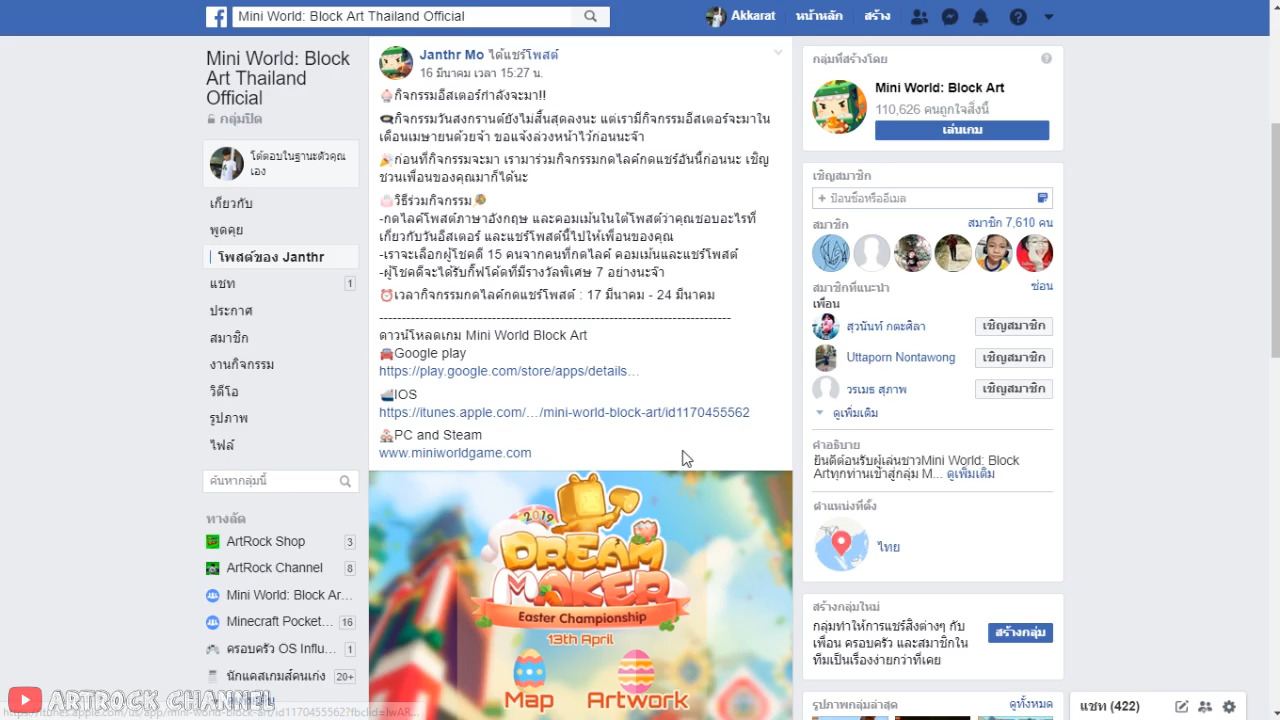 Mini World: Block Art Thailand Official
Akkarat
หน้าหลัก
สร้าง
Mini World: Block
Art Thailand
Official
กลุ่มปิด
โต้ตอบในฐานะตัวคุณ
เอง
เกี่ยวกับ
พูดคุย
โพสต์ของ Janthr
แชท
1
ประกาศ
สมาชิก
งานกิจกรรม
วิดีโอ
รูปภาพ
ไฟล์
ค้นหากลุ่มนี้
ทางลัด
ArtRock Shop
3
ArtRock Channel
8
Mini World: Block Ar...
Minecraft Pocket...
16
ครอบครัว OS Influ...
1
นักแคสเกมส์คนเก่ง
20+
ARTROCK CHANNEL
Janthr Mo ได้แชร์โพสต์
16 มีนาคม เวลา 15:27 น.
กิจกรรมอีสเตอร์กำลังจะมา!!
กิจกรรมวันสงกรานต์ยังไม่สิ้นสุดลงนะ แต่เรามีกิจกรรมอีสเตอร์จะมาใน
เดือนเมษายนด้วยจ้า ขอแจ้งล่วงหน้าไว้ก่อนนะจ๊า
ก่อนที่กิจกรรมจะมา เรามาร่วมกิจกรรมกดไลค์กดแชร์อันนี้ก่อนนะ เชิญ
ชวนเพื่อนของคุณมาก็ได้นะ
วิธีร่วมกิจกรรม
-กดไลค์โพสต์ภาษาอังกฤษ และคอมเม้นในใต้โพสต์ว่าคุณชอบอะไรที่
เกี่ยวกับวันอีสเตอร์ และแชร์โพสต์นี้ไปให้เพื่อนของคุณ
-เราจะเลือกผู้โชคดี 15 คนจากคนที่กดไลค์ คอมเม้นและแชร์โพสต์
-ผู้โชคดีจะได้รับกิ๊ฟโค้ตที่มีรางวัลพิเศษ 7 อย่างนะจ๊า
เวลากิจกรรมกดไลค์กดแชร์โพสต์ : 17 มีนาคม - 24 มีนาคม
--------------------------------------------------------------------------------
ดาวน์โหลดเกม Mini World Block Art
Google play
https://play.google.com/store/apps/details...
IOS
https://itunes.apple.com/.../mini-world-block-art/id1170455562
PC and Steam
www.miniworldgame.com
2019
DREAM
MAKER
Easter Championship
13th April
Map
Artwork
กลุ่มที่สร้างโดย
Mini World: Block Art
110,626 คนถูกใจสิ่งนี้
เล่นเกม
เชิญสมาชิก
+ ป้อนชื่อหรืออีเมล
สมาชิก
สมาชิก 7,610 คน
สมาชิกที่แนะนำ
ซ่อน
เพื่อน
สุวนันท์ กตะศิลา
เชิญสมาชิก
Uttaporn Nontawong
เชิญสมาชิก
วรเมธ สุภาพ
เชิญสมาชิก
ดูเพิ่มเติม
คำอธิบาย
ยินดีต้อนรับผู้เล่นชาวMini World: Block
Artทุกท่านเข้าสู่กลุ่ม M... ดูเพิ่มเติม
ตำแหน่งที่ตั้ง
ไทย
สร้างกลุ่มใหม่
กลุ่มทำให้การแชร์สิ่งต่างๆ กับ
เพื่อน ครอบครัว และสมาชิกใน
ทีมเป็นเรื่องง่ายกว่าที่เคย
สร้างกลุ่ม
รูปภาพกลุ่มล่าสุด
ดูทั้งหมด
แชท (422)